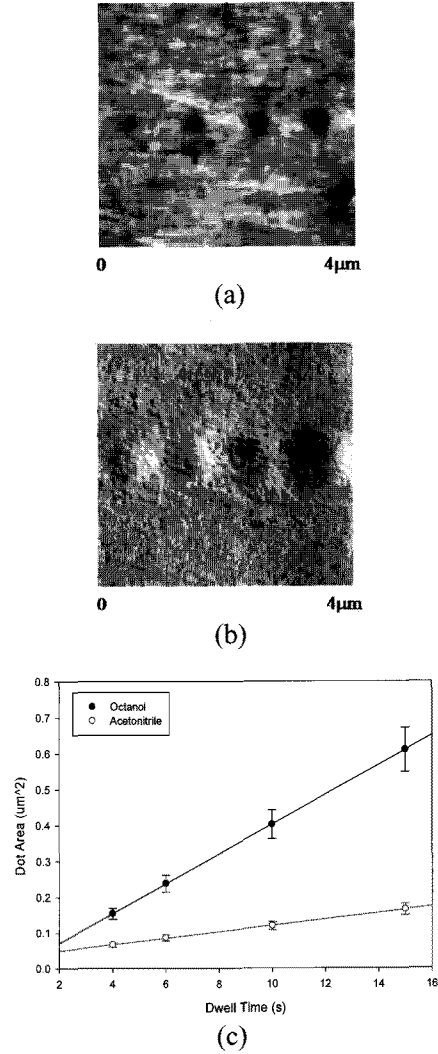 0 4μm
(a)
0 4μm
(b)
0.8
0.7
0.6
0.5
0.4
0.3
0.2
0.1
0.0
Dot Area (um^2)
Octanol
Acetonitrile
2 4 6 8 10 12 14 16
Dwell Time (s)
(c)